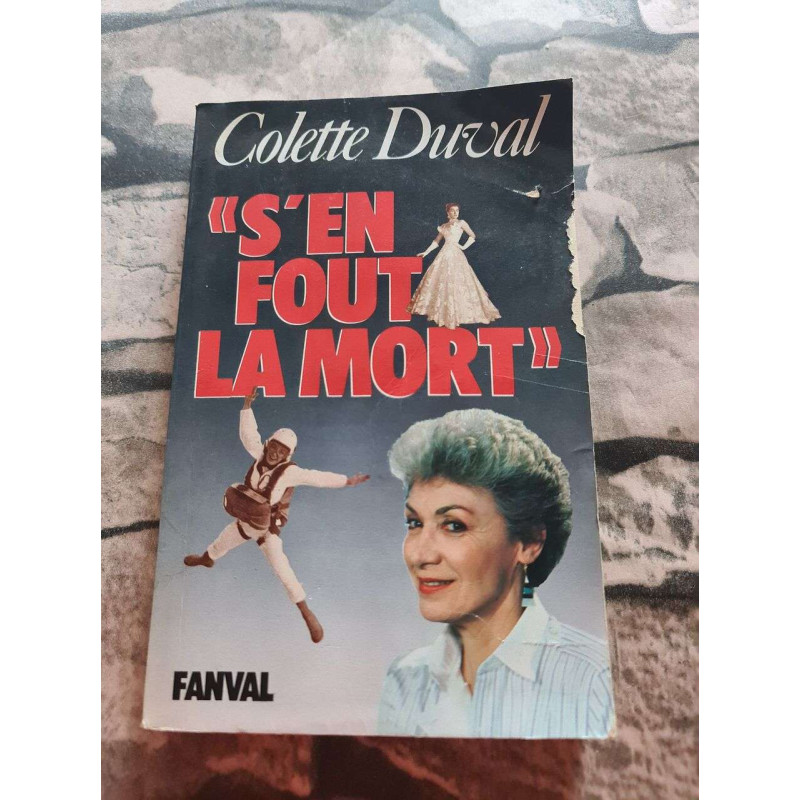 Colette Duval
«S'EN
FOUT
LA MORT»
FANVAL